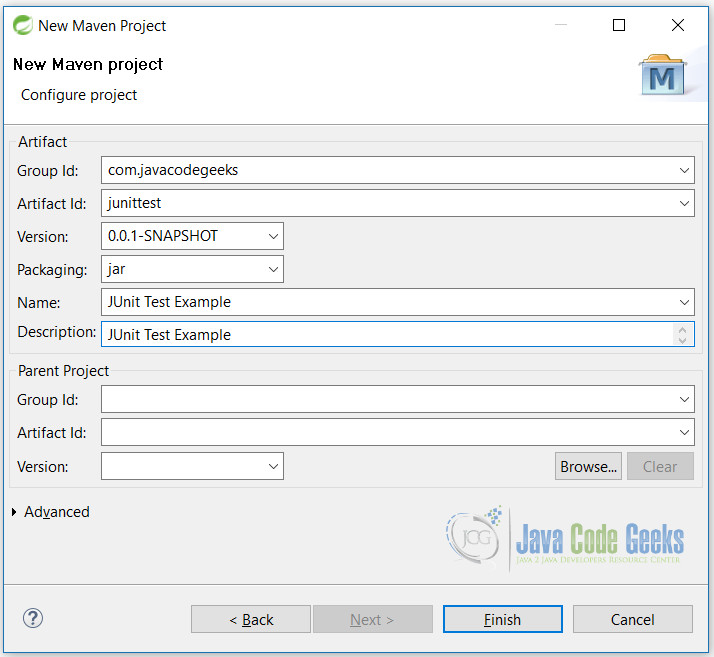 New Maven Project
New Maven project
Configure project
M
Artifact
Group Id: com.javacodegeeks
Artifact Id: junittest
Version: 0.0.1-SNAPSHOT
Packaging: jar
Name: JUnit Test Example
Description: JUnit Test Example
Parent Project
Group Id:
Artifact Id:
Version: Browse... Clear
Advanced
JCG Java Code Geeks
JAVA 2 JAVA DEVELOPERS RESOURCE CENTER
? < Back Next > Finish Cancel